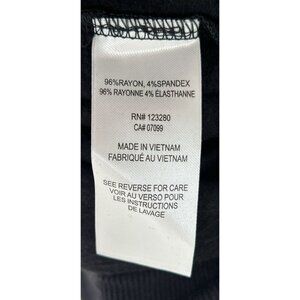 96%RAYON, 4%SPANDEX
96% RAYONNE 4% ÉLASTHANNE
RN# 123280
CA# 07099
MADE IN VIETNAM
FABRIQUÉ AU VIETNAM
SEE REVERSE FOR CARE
VOIR AU VERSO POUR
LES INSTRUCTIONS
DE LAVAGE